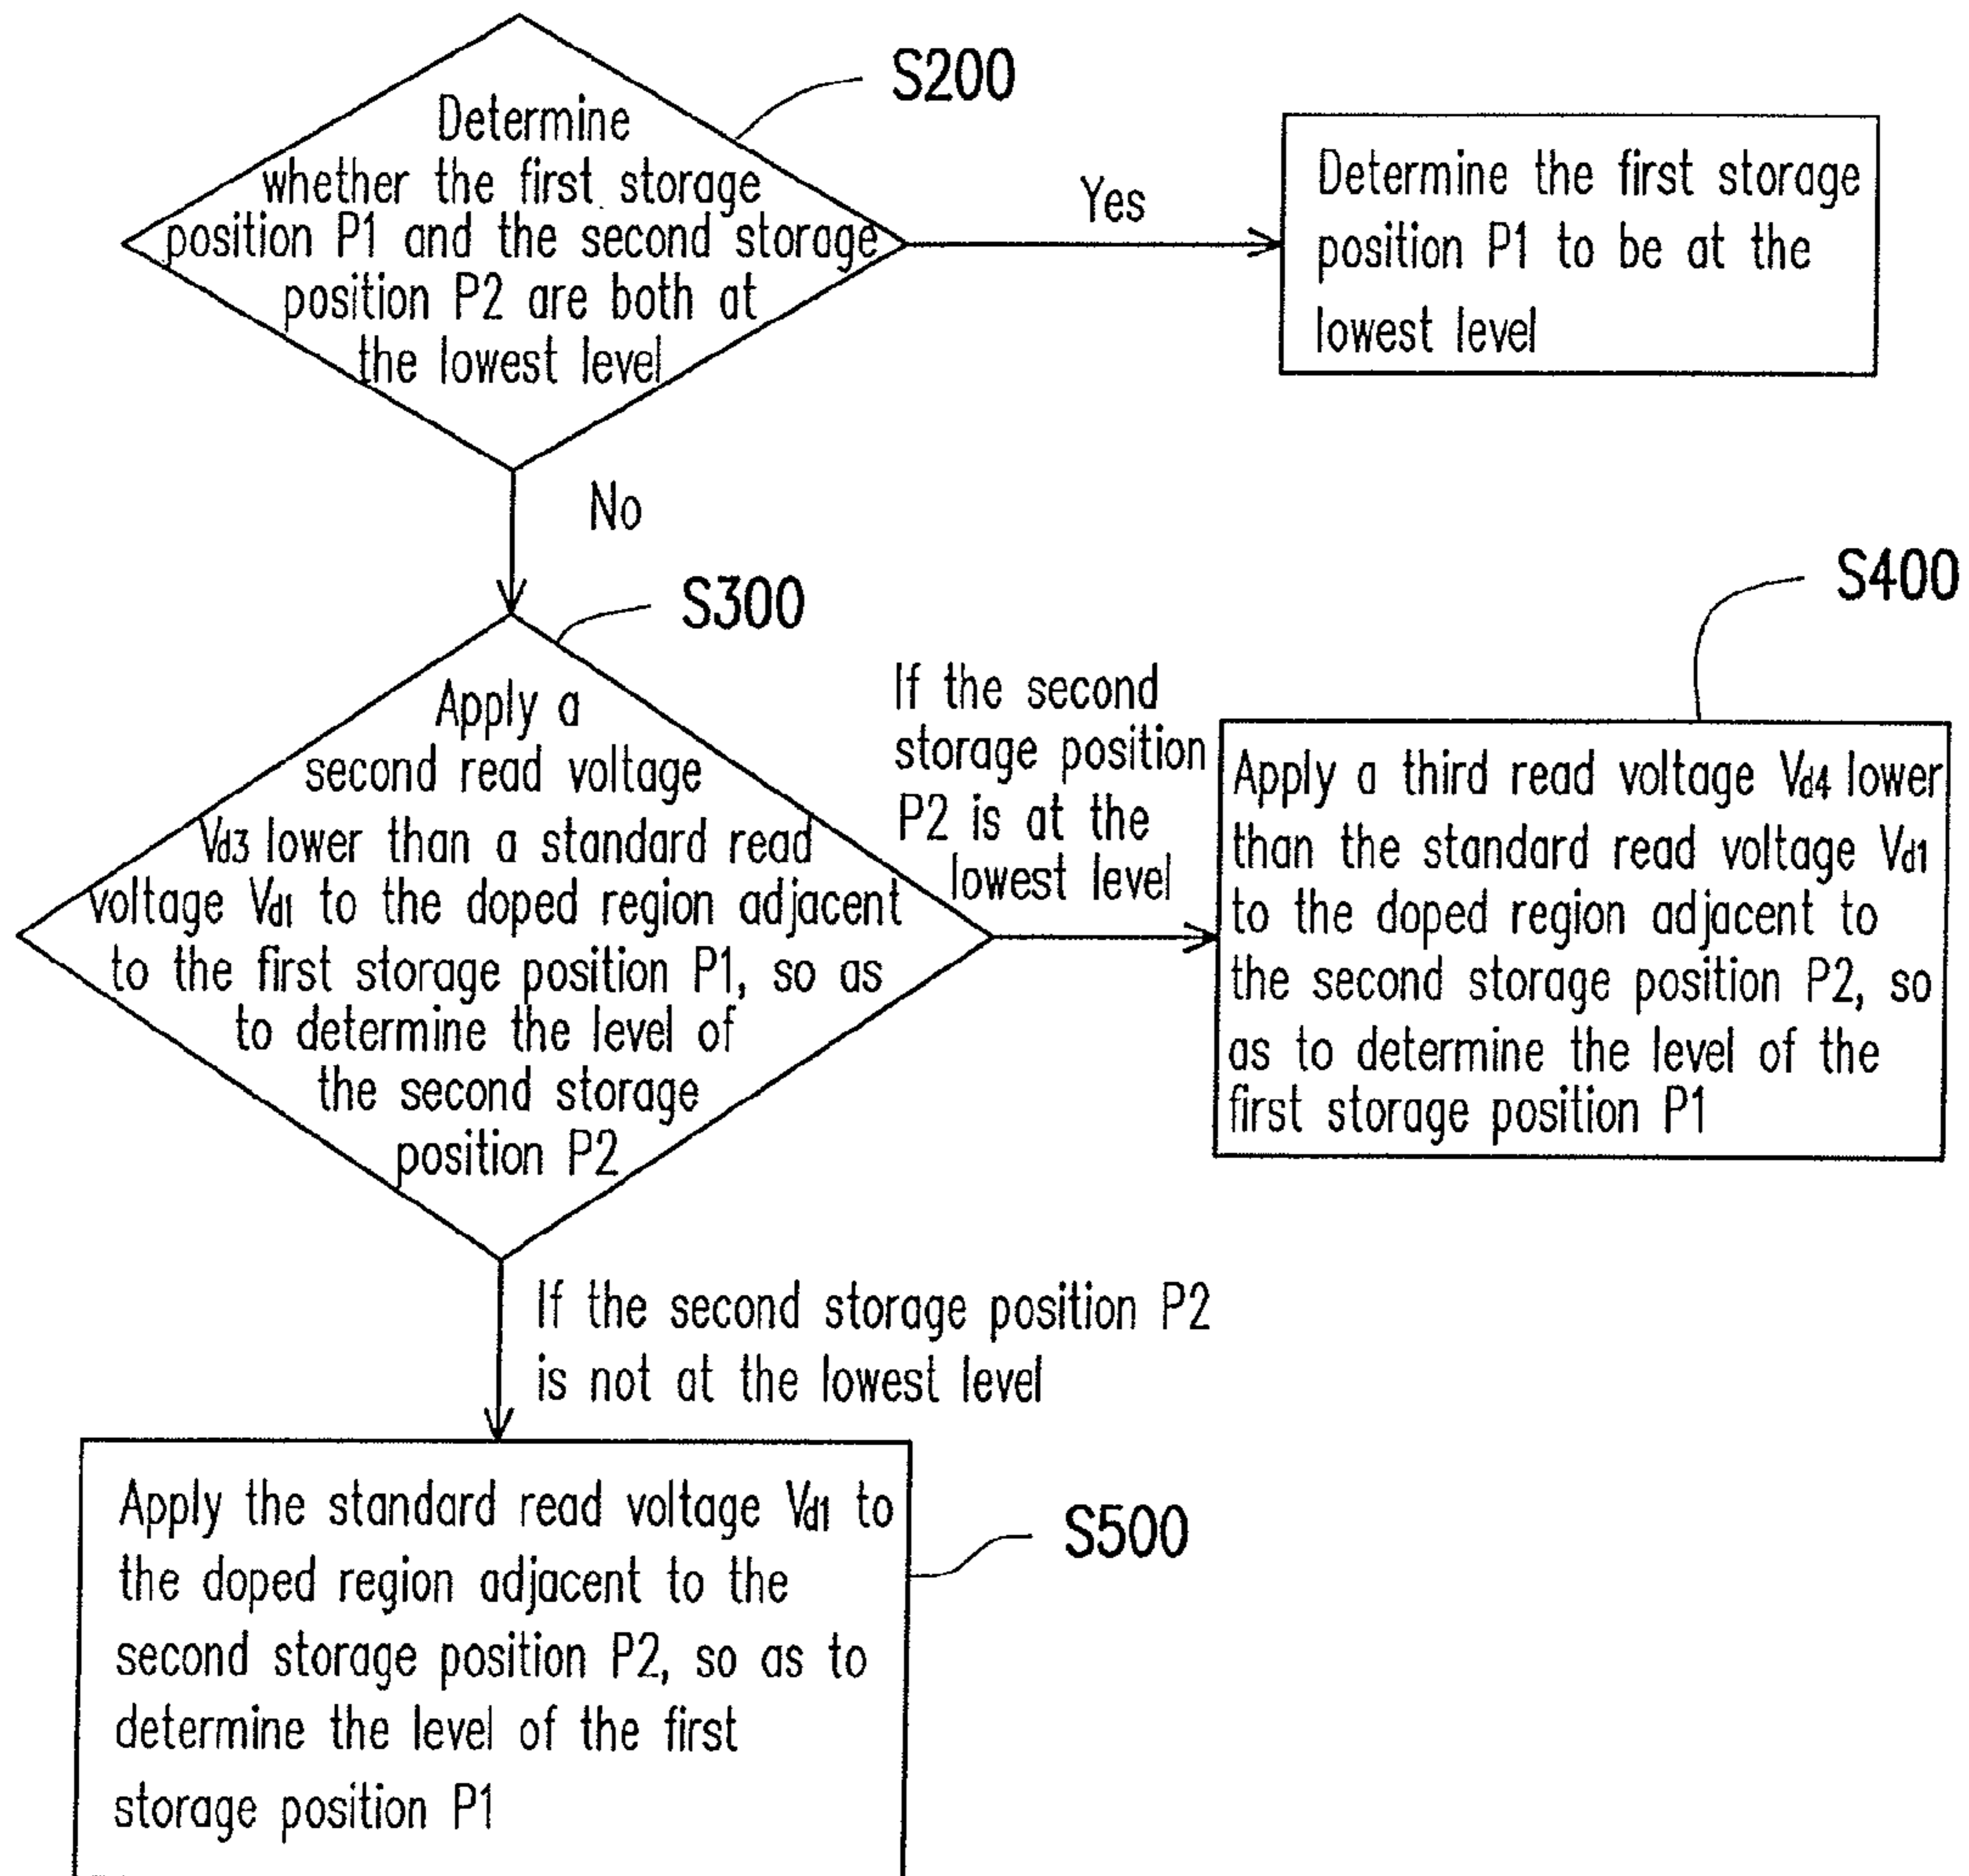 S200
Determine
whether the first storage
position P1 and the second storage
position P2 are both at
the lowest level
Yes
Determine the first storage
position P1 to be at the
lowest level
No
S300
Apply a
second read voltage
Vd3 lower than a standard read
voltage Vd1 to the doped region adjacent
to the first storage position P1, so as
to determine the level of
the second storage
position P2
If the second
storage position
P2 is at the
lowest level
S400
Apply a third read voltage Vd4 lower
than the standard read voltage Vd1
to the doped region adjacent to
the second storage position P2, so
as to determine the level of the
first storage position P1
If the second storage position P2
is not at the lowest level
Apply the standard read voltage Vd1 to
the doped region adjacent to the
second storage position P2, so as to
determine the level of the first
storage position P1
S500